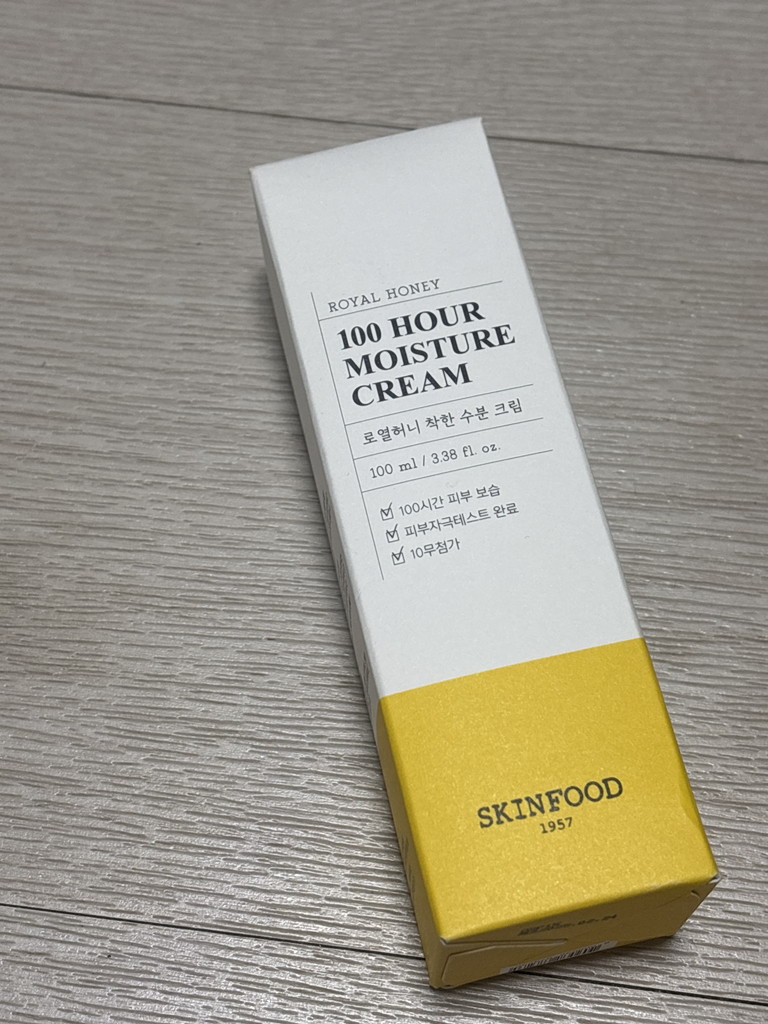 ROYAL HONEY
100 HOUR
MOISTURE
CREAM
로열허니 착한 수분 크림
100 ml / 3.38 fl. oz.
100시간 피부 보습
피부자극테스트 완료
10무첨가
SKINFOOD
1957